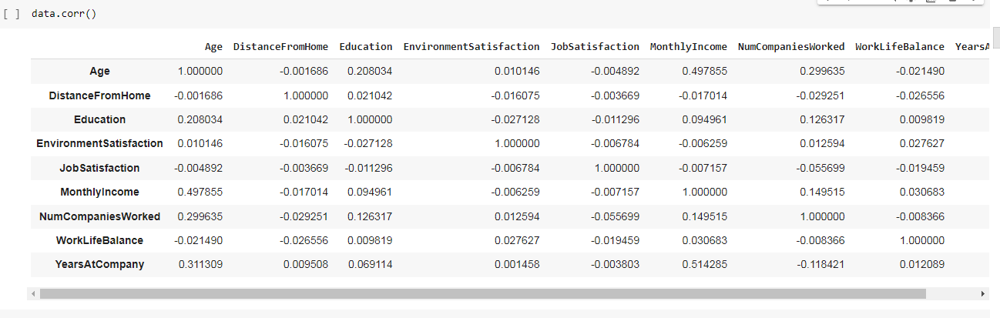 [ ] data.corr()
Age DistanceFromHome Education EnvironmentSatisfaction JobSatisfaction MonthlyIncome NumCompaniesWorked WorkLifeBalance YearsA
Age 1.000000 -0.001686 0.208034 0.010146 -0.004892 0.497855 0.299635 -0.021490
DistanceFromHome -0.001686 1.000000 0.021042 -0.016075 -0.003669 -0.017014 -0.029251 -0.026556
Education 0.208034 0.021042 1.000000 -0.027128 -0.011296 0.094961 0.126317 0.009819
EnvironmentSatisfaction 0.010146 -0.016075 -0.027128 1.000000 -0.006784 -0.006259 0.012594 0.027627
JobSatisfaction -0.004892 -0.003669 -0.011296 -0.006784 1.000000 -0.007157 -0.055699 -0.019459
MonthlyIncome 0.497855 -0.017014 0.094961 -0.006259 -0.007157 1.000000 0.149515 0.030683
NumCompaniesWorked 0.299635 -0.029251 0.126317 0.012594 -0.055699 0.149515 1.000000 -0.008366
WorkLifeBalance -0.021490 -0.026556 0.009819 0.027627 -0.019459 0.030683 -0.008366 1.000000
YearsAtCompany 0.311309 0.009508 0.069114 0.001458 -0.003803 0.514285 -0.118421 0.012089